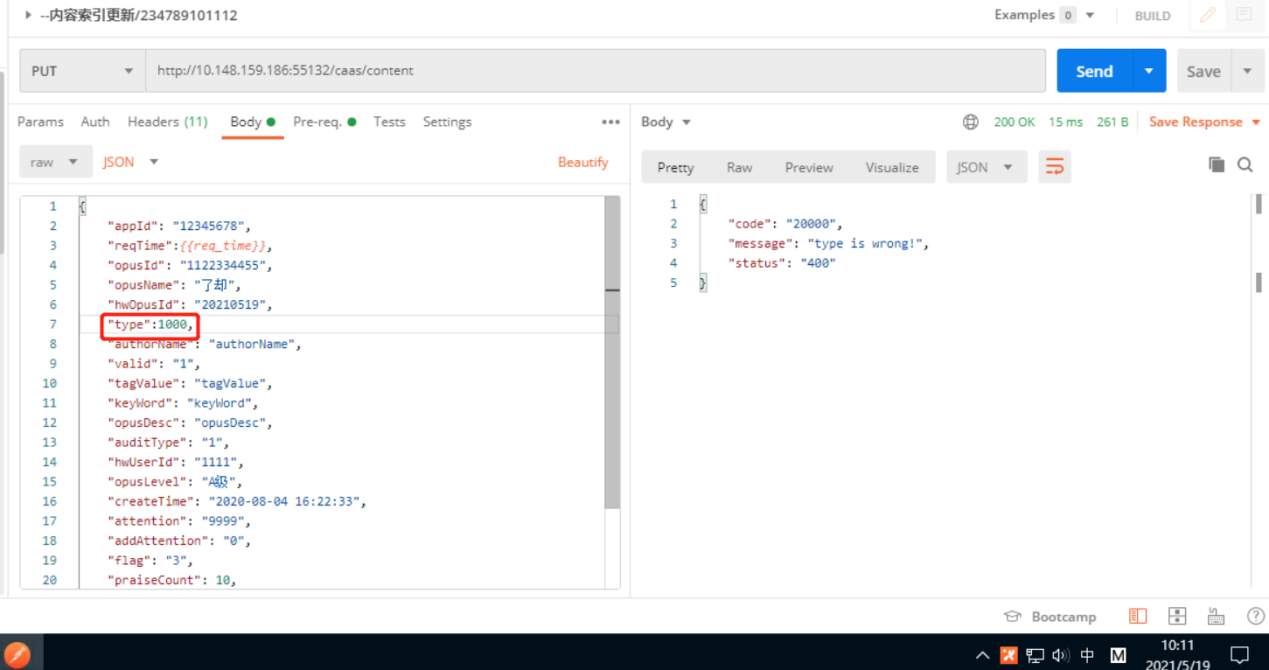 --内容索引更新/234789101112
Examples 0
BUILD
PUT
http://10.148.159.186:55132/caas/content
Send
Save
Params Auth Headers (11) Body Pre-req. Tests Settings
raw JSON Beautify
1 {
2 "appId": "12345678",
3 "reqTime":{{req_time}},
4 "opusId": "1122334455",
5 "opusName": "了却",
6 "hwOpusId": "20210519",
7 "type":1000,
8 "authorName": "authorName",
9 "valid": "1",
10 "tagValue": "tagValue",
11 "keyWord": "keyWord",
12 "opusDesc": "opusDesc",
13 "auditType": "1",
14 "hwUserId": "1111",
15 "opusLevel": "A级",
16 "createTime": "2020-08-04 16:22:33",
17 "attention": "9999",
18 "addAttention": "0",
19 "flag": "3",
20 "praiseCount": 10,
Body 200 OK 15 ms 261 B Save Response
Pretty Raw Preview Visualize JSON
1 {
2 "code": "20000",
3 "message": "type is wrong!",
4 "status": "400"
5 }
Bootcamp
中 M 10:11
2021/5/19